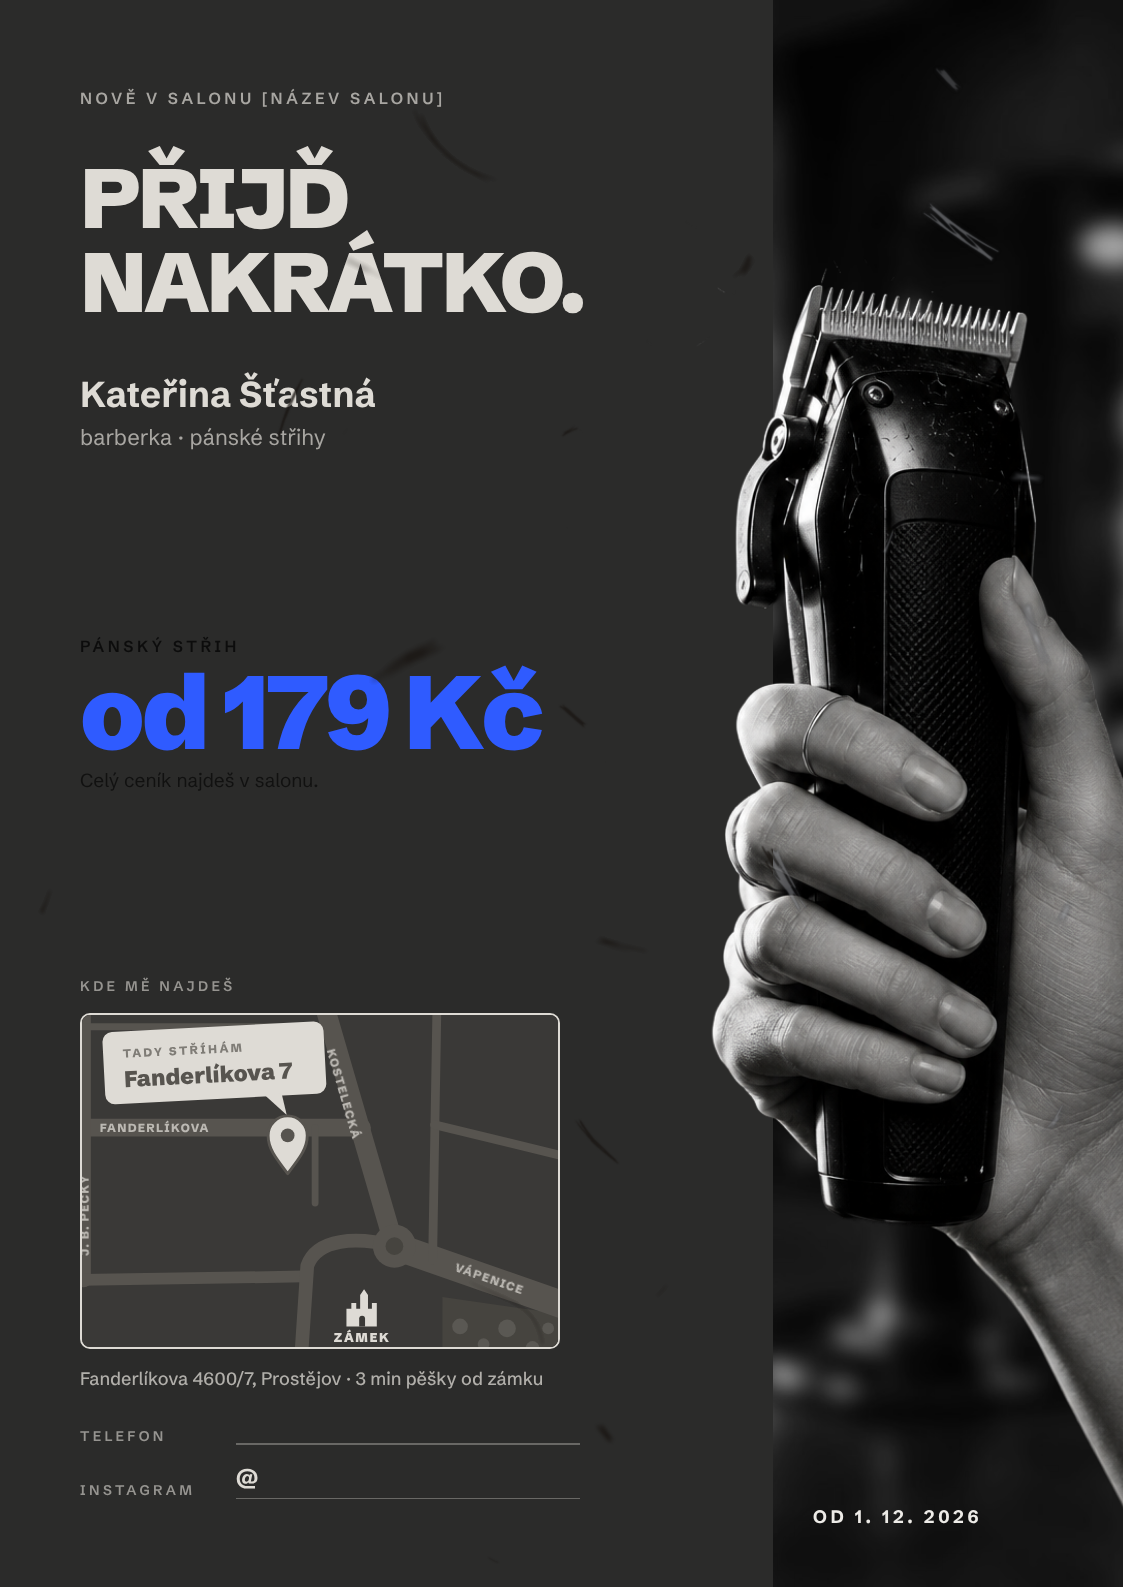 NOVĚ V SALONU [NÁZEV SALONU]
PŘIJĎ
NAKRÁTKO.
Kateřina Šťastná
barberka · pánské střihy
PÁNSKÝ STŘIH
od 179 Kč
Celý ceník najdeš v salonu.
KDE MĚ NAJDEŠ
TADY STŘÍHÁM
Fanderlíkova 7
KOSTELECKÁ
FANDERLÍKOVA
J. B. PECKY
VÁPENICE
ZÁMEK
Fanderlíkova 4600/7, Prostějov · 3 min pěšky od zámku
TELEFON
INSTAGRAM @
OD 1. 12. 2026